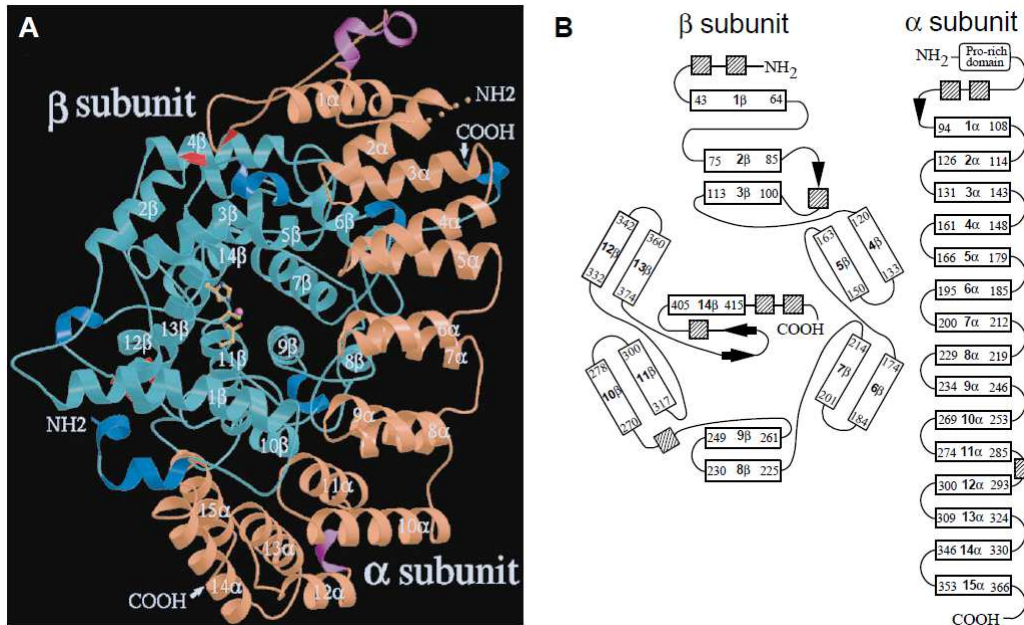 A
β subunit
1α
NH2
COOH
2α
3α
4β
2β
3β
5β
6β
4α
14β
7β
5α
13β
12β
11β
9β
8β
6α
7α
1β
NH2
10β
9α
8α
11α
15α
13α
10α
α subunit
14α
COOH
12α
B
β subunit
NH2
43 1β 64
75 2β 85
113 3β 100
120 4β 133
163 5β 150
342 12β 332
360 13β 374
405 14β 415
COOH
278 10β 270
300 11β 317
214 7β 201
174 6β 184
249 9β 261
230 8β 225
α subunit
NH2
Pro-rich
domain
94 1α 108
126 2α 114
131 3α 143
161 4α 148
166 5α 179
195 6α 185
200 7α 212
229 8α 219
234 9α 246
269 10α 253
274 11α 285
300 12α 293
309 13α 324
346 14α 330
353 15α 366
COOH